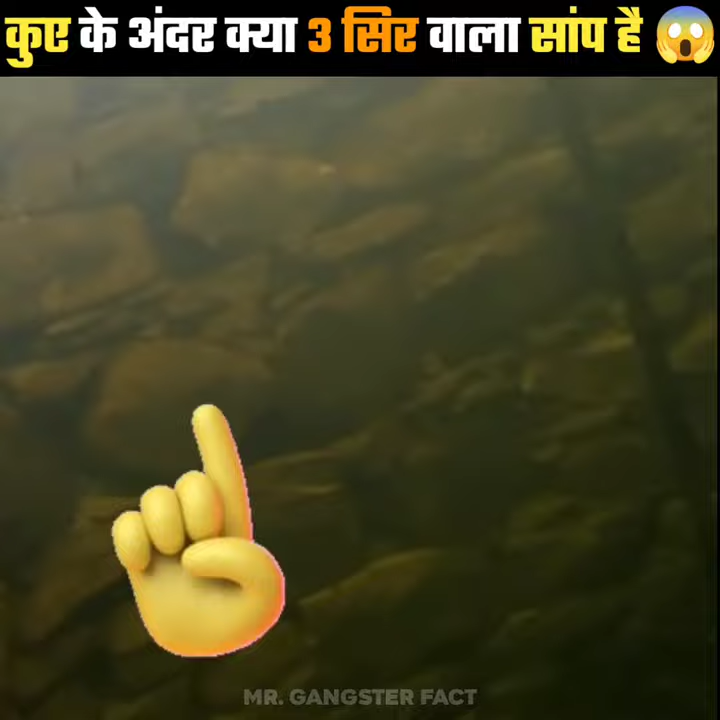 कुए के अंदर क्या 3 सिर वाला सांप है 😱
MR. GANGSTER FACT